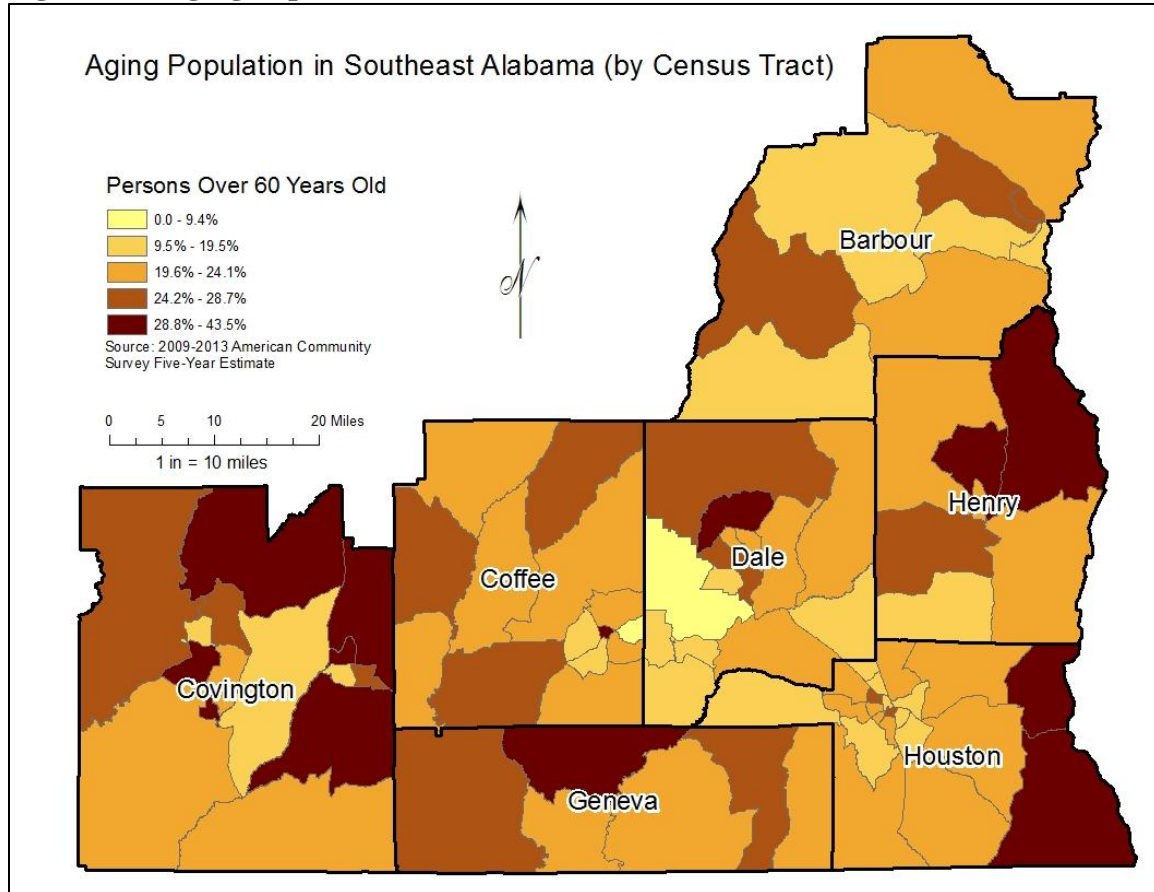 Aging Population in Southeast Alabama (by Census Tract)
Persons Over 60 Years Old
0.0 - 9.4%
9.5% - 19.5%
19.6% - 24.1%
24.2% - 28.7%
28.8% - 43.5%
Source: 2009-2013 American Community
Survey Five-Year Estimate
0 5 10 20 Miles
1 in = 10 miles
N
Barbour
Henry
Dale
Coffee
Covington
Houston
Geneva